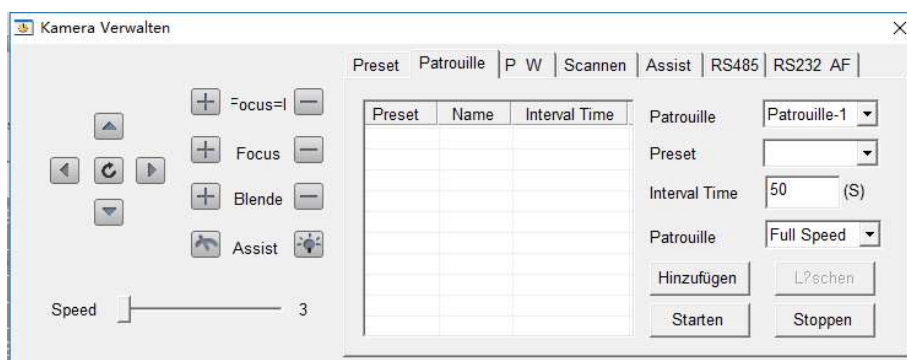 Kamera Verwalten
Preset Patrouille P W Scannen Assist RS485 RS232 AF
Focus=I
Focus
Blende
Assist
Speed 3
Preset Name Interval Time
Patrouille Patrouille-1
Preset
Interval Time 50 (S)
Patrouille Full Speed
Hinzufügen L?schen
Starten Stoppen